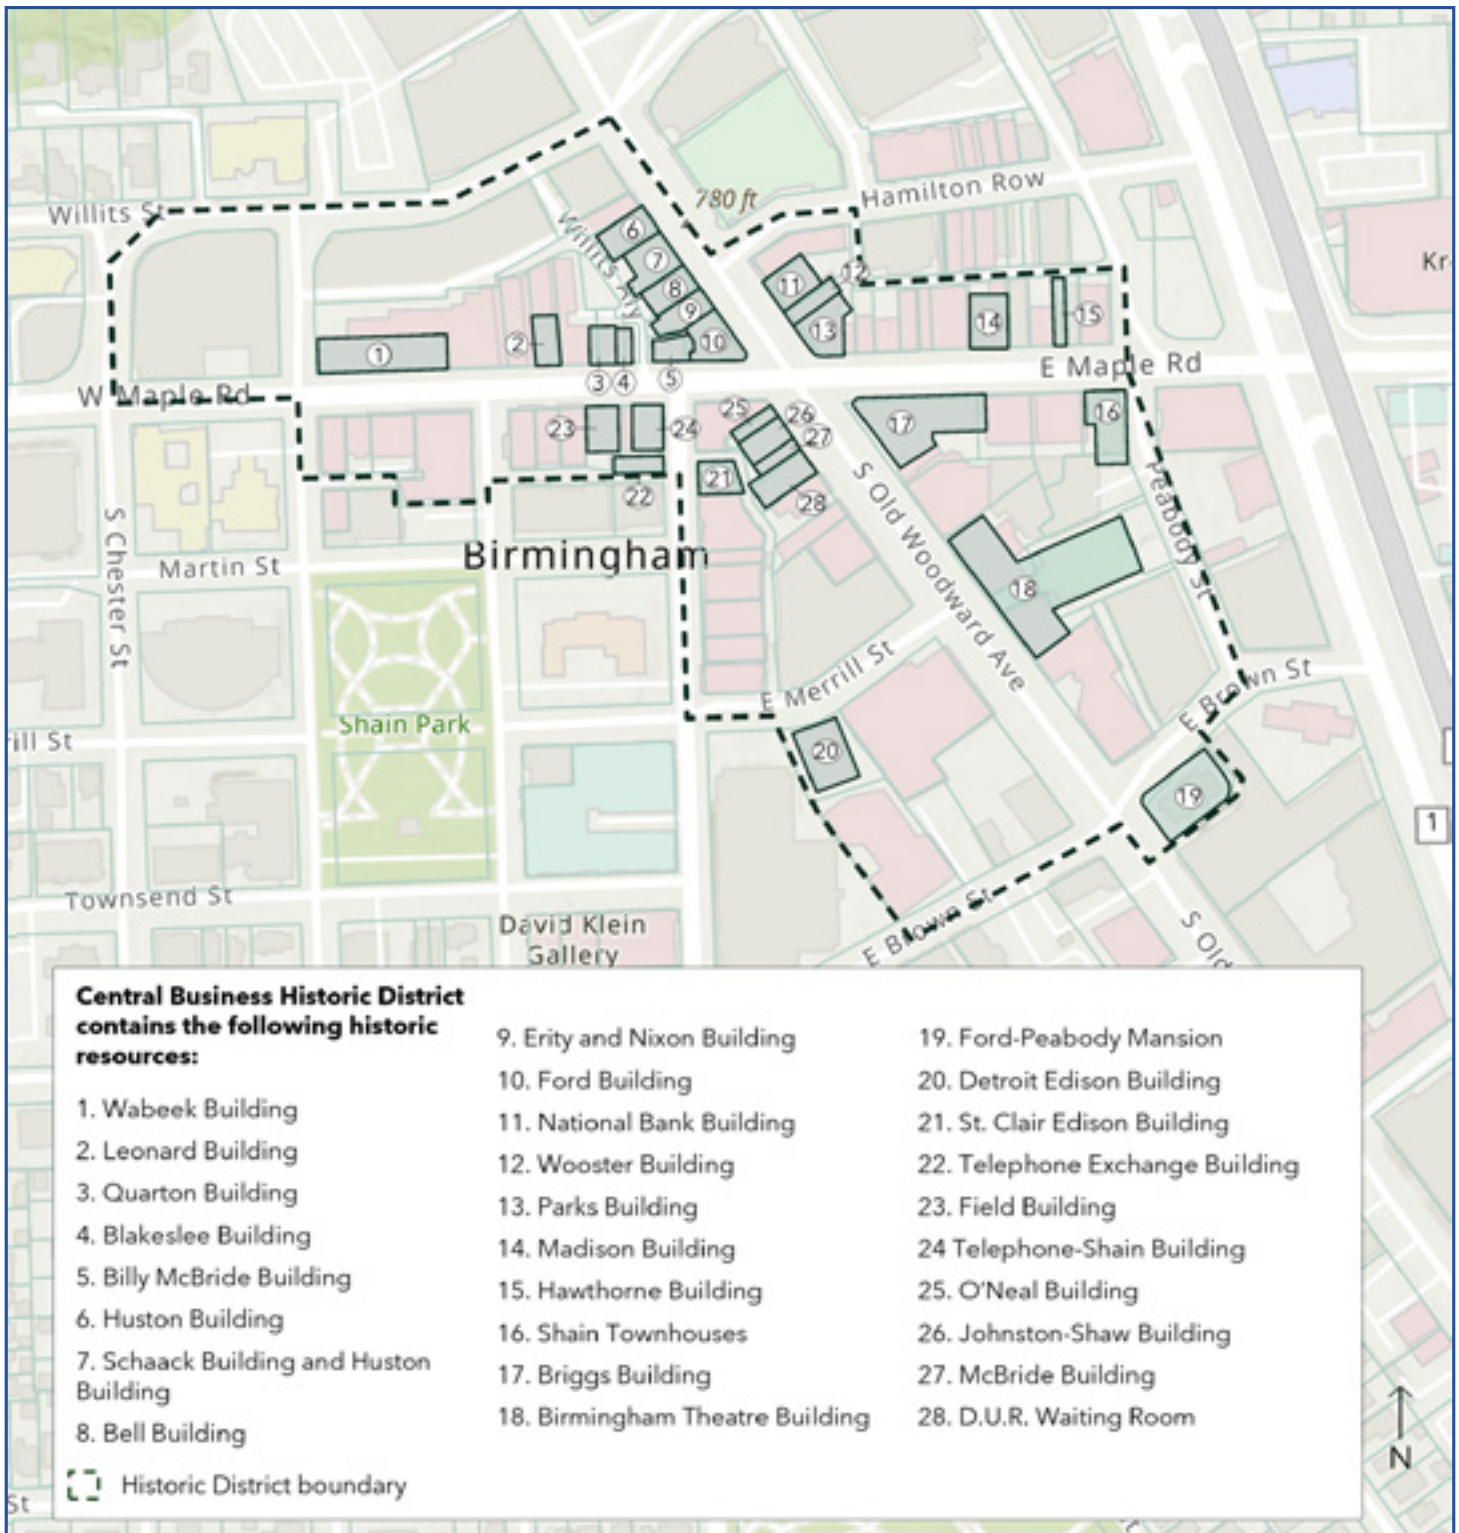 780 ft
Hamilton Row
Willits St
Willits Aly
6
7
8
9
10
11
12
13
14
15
Kr
1
2
3
4
5
W Maple Rd
E Maple Rd
16
17
23
24
25
26
27
28
21
22
S Old Woodward Ave
Peabody St
S Chester St
Martin St
Birmingham
18
E Merrill St
E Brown St
Shain Park
rill St
20
19
1
Townsend St
David Klein
Gallery
E Brown St
S Old
Central Business Historic District
contains the following historic
resources:
1. Wabeek Building
2. Leonard Building
3. Quarton Building
4. Blakeslee Building
5. Billy McBride Building
6. Huston Building
7. Schaack Building and Huston
Building
8. Bell Building
9. Erity and Nixon Building
10. Ford Building
11. National Bank Building
12. Wooster Building
13. Parks Building
14. Madison Building
15. Hawthorne Building
16. Shain Townhouses
17. Briggs Building
18. Birmingham Theatre Building
19. Ford-Peabody Mansion
20. Detroit Edison Building
21. St. Clair Edison Building
22. Telephone Exchange Building
23. Field Building
24 Telephone-Shain Building
25. O'Neal Building
26. Johnston-Shaw Building
27. McBride Building
28. D.U.R. Waiting Room
Historic District boundary
N
St